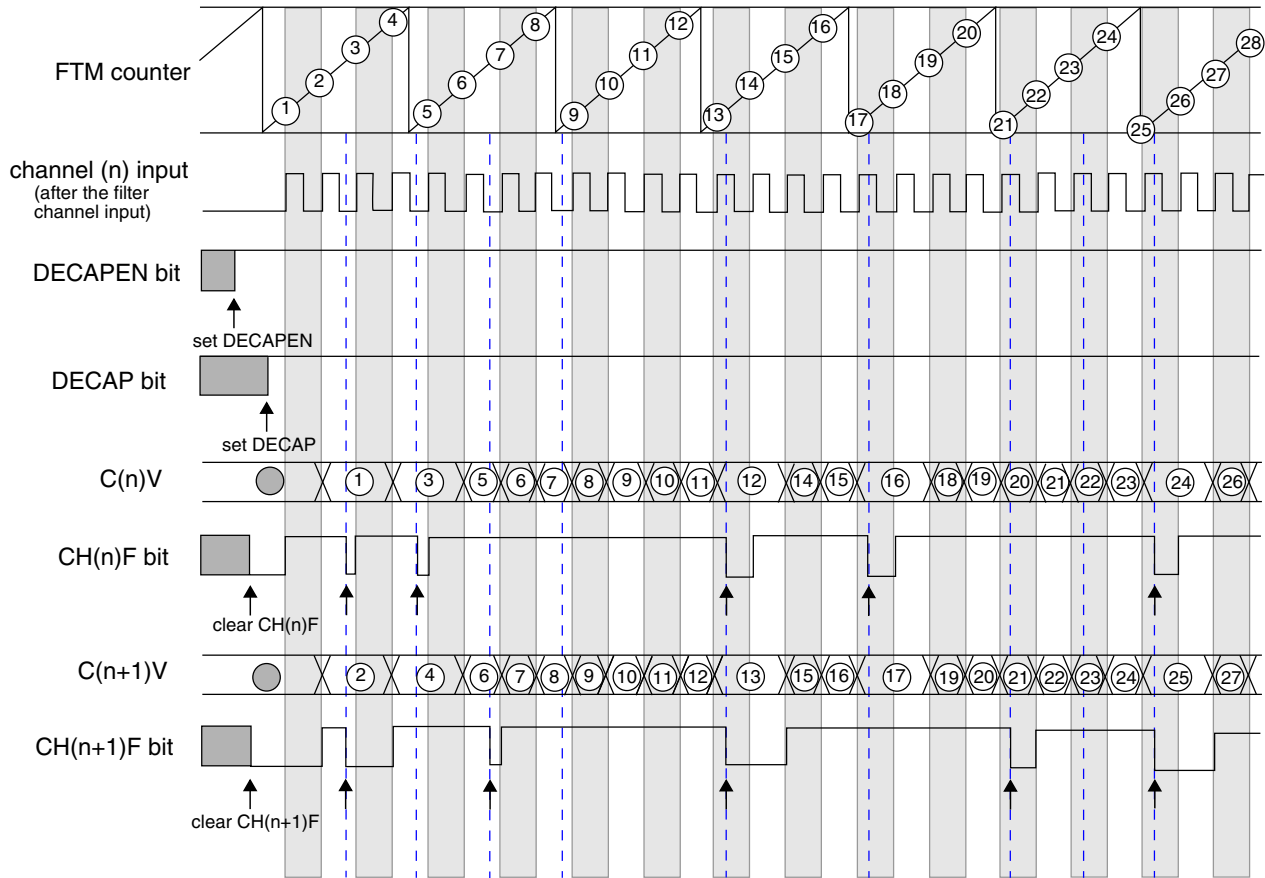 4 8 12 16 20 24 28
3 7 11 15 19 23 27
FTM counter 2 6 10 14 18 22 26
1 5 9 13 17 21 25
channel (n) input
(after the filter
channel input)
DECAPEN bit
set DECAPEN
DECAP bit
set DECAP
C(n)V 1 3 5 6 7 8 9 10 11 12 14 15 16 18 19 20 21 22 23 24 26
CH(n)F bit
clear CH(n)F
C(n+1)V 2 4 6 7 8 9 10 11 12 13 15 16 17 19 20 21 22 23 24 25 27
CH(n+1)F bit
clear CH(n+1)F